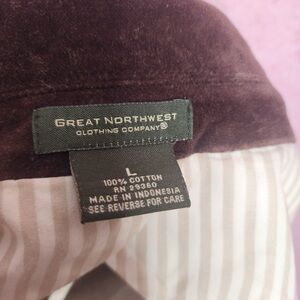 GREAT NORTHWEST
CLOTHING COMPANY®
L
100% COTTON
RN 29360
MADE IN INDONESIA
SEE REVERSE FOR CARE